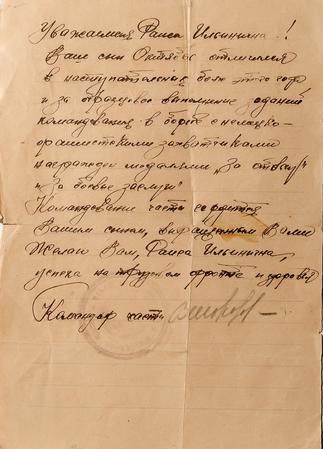 Уважаемая Раиса Ильинична!
Ваш сын Октябрь отличился
в наступательных боях этого года
и за образцовое выполнение заданий
командования в борьбе с немецко-
фашистскими захватчиками
награжден медалями „За отвагу"
и „За боевые заслуги"
Командование части гордится
Вашим сыном, выращенным Вами
Желаю Вам, Раиса Ильинична,
успеха на трудовом фронте и здоровья
Командир части